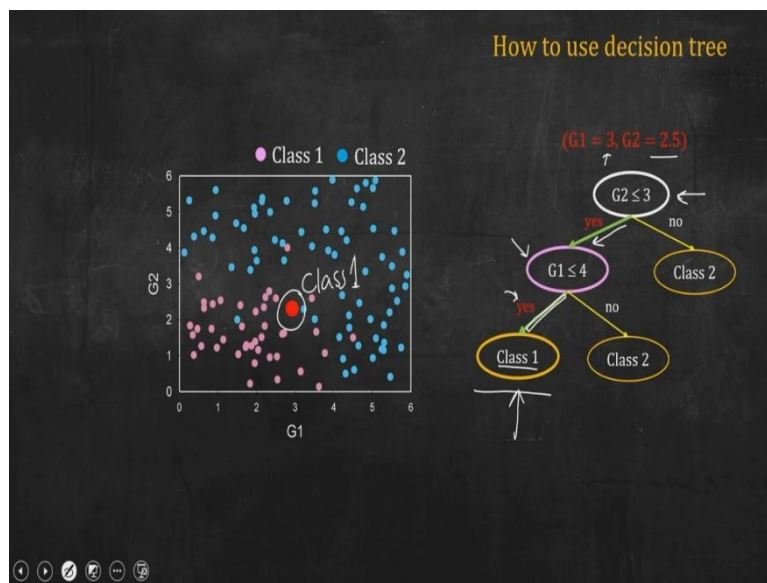 How to use decision tree
(G1 = 3, G2 = 2.5)
Class 1 Class 2
G2 ≤ 3
yes no
G1 ≤ 4 Class 2
yes no
Class 1 Class 2
Class 1
6
5
4
3
2
1
0
G2
0 1 2 3 4 5 6
G1